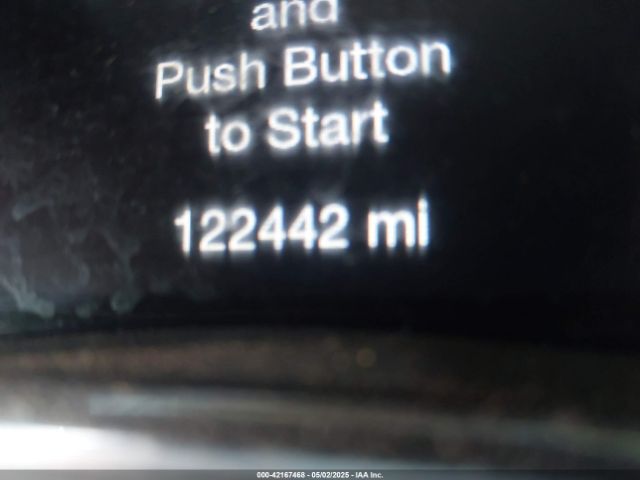 and
Push Button
to Start
122442 mi
000-42167468 - 05/02/2025 - IAA Inc.